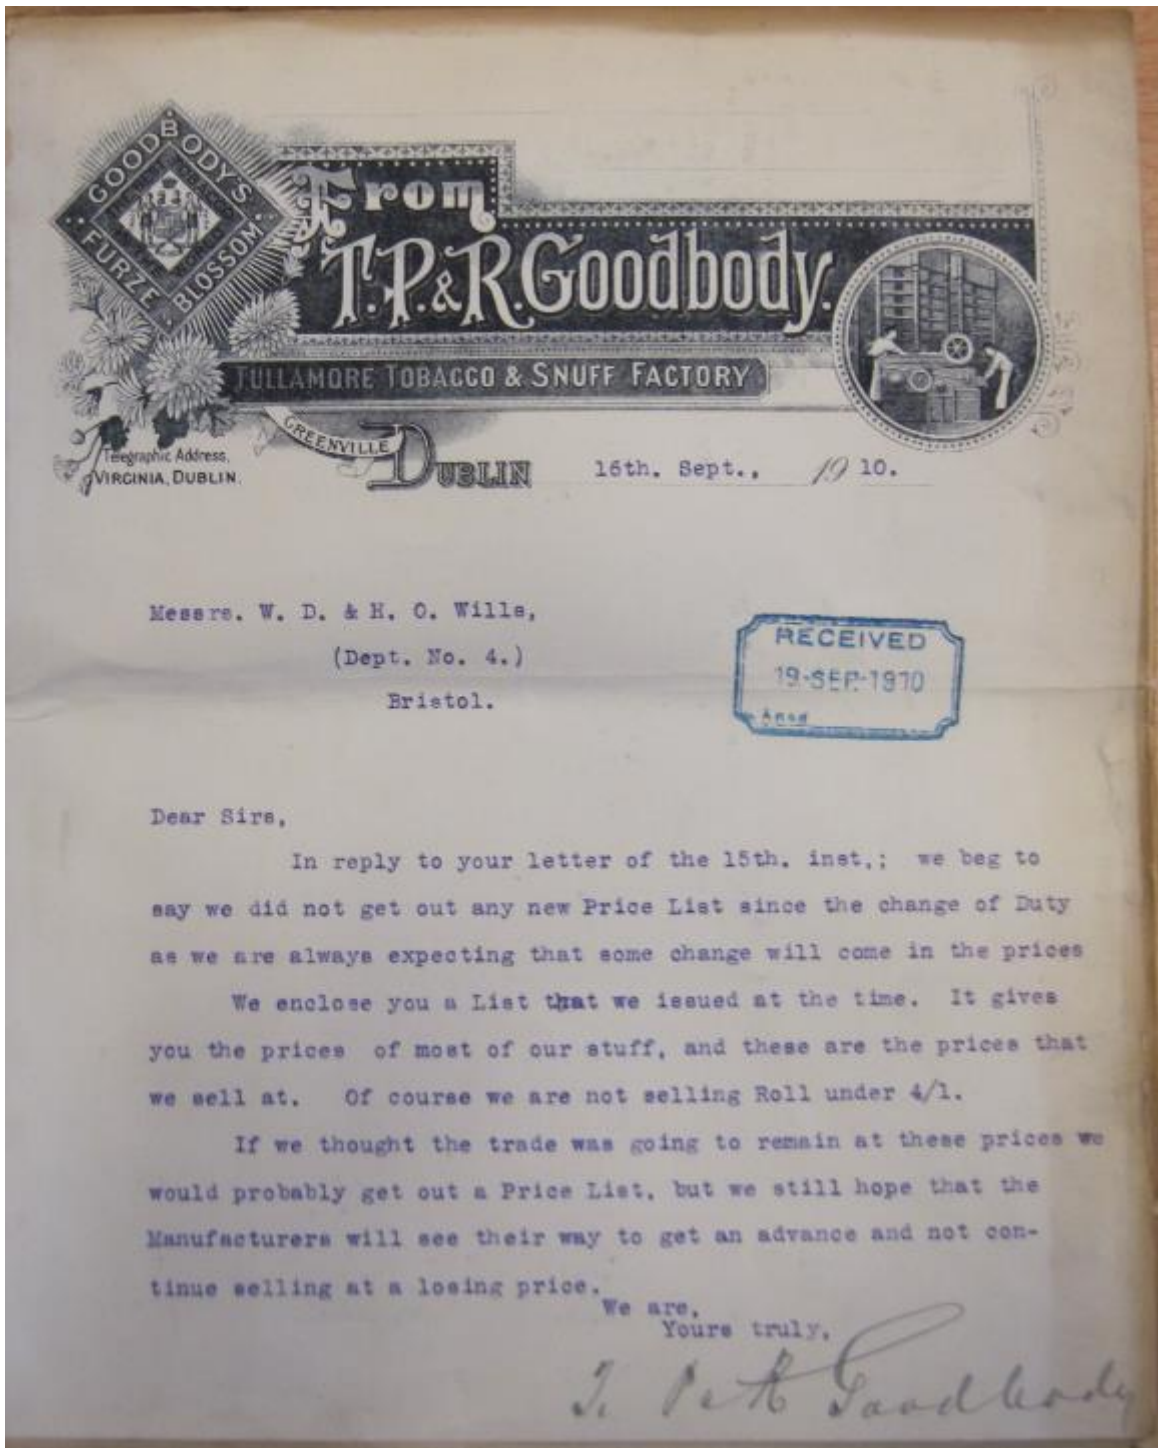 GOODBODY'S
FURZE BLOSSOM
From
T.P. & R. Goodbody.
TULLAMORE TOBACCO & SNUFF FACTORY
GREENVILLE
Telegraphic Address,
VIRGINIA, DUBLIN.
DUBLIN
16th. Sept., 1910.
Messrs. W. D. & H. O. Wills,
(Dept. No. 4.)
Bristol.
RECEIVED
19-SEP-1910
Ansd
Dear Sirs,
In reply to your letter of the 15th. inst.; we beg to
say we did not get out any new Price List since the change of Duty
as we are always expecting that some change will come in the prices
We enclose you a List that we issued at the time. It gives
you the prices of most of our stuff, and these are the prices that
we sell at. Of course we are not selling Roll under 4/1.
If we thought the trade was going to remain at these prices we
would probably get out a Price List, but we still hope that the
Manufacturers will see their way to get an advance and not con-
tinue selling at a losing price.
We are,
Yours truly,
T. P & R Goodbody